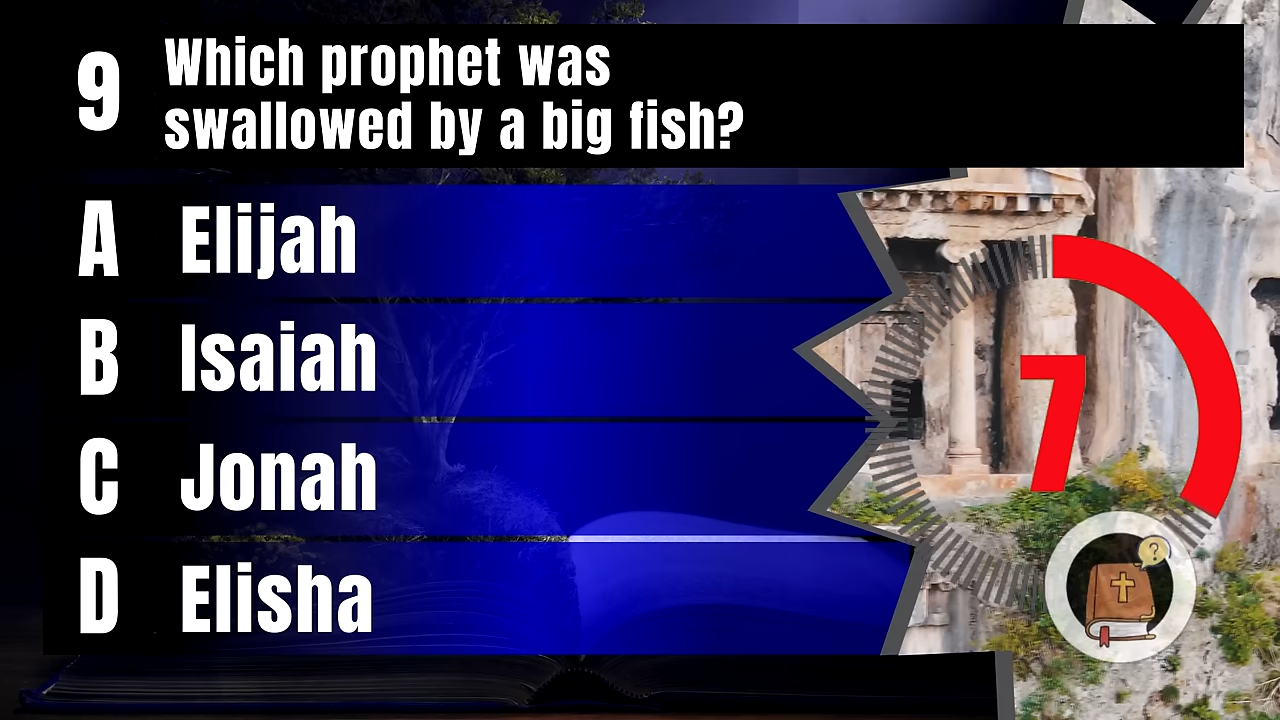 9
Which prophet was
swallowed by a big fish?
A Elijah
B Isaiah
C Jonah
D Elisha
7
?